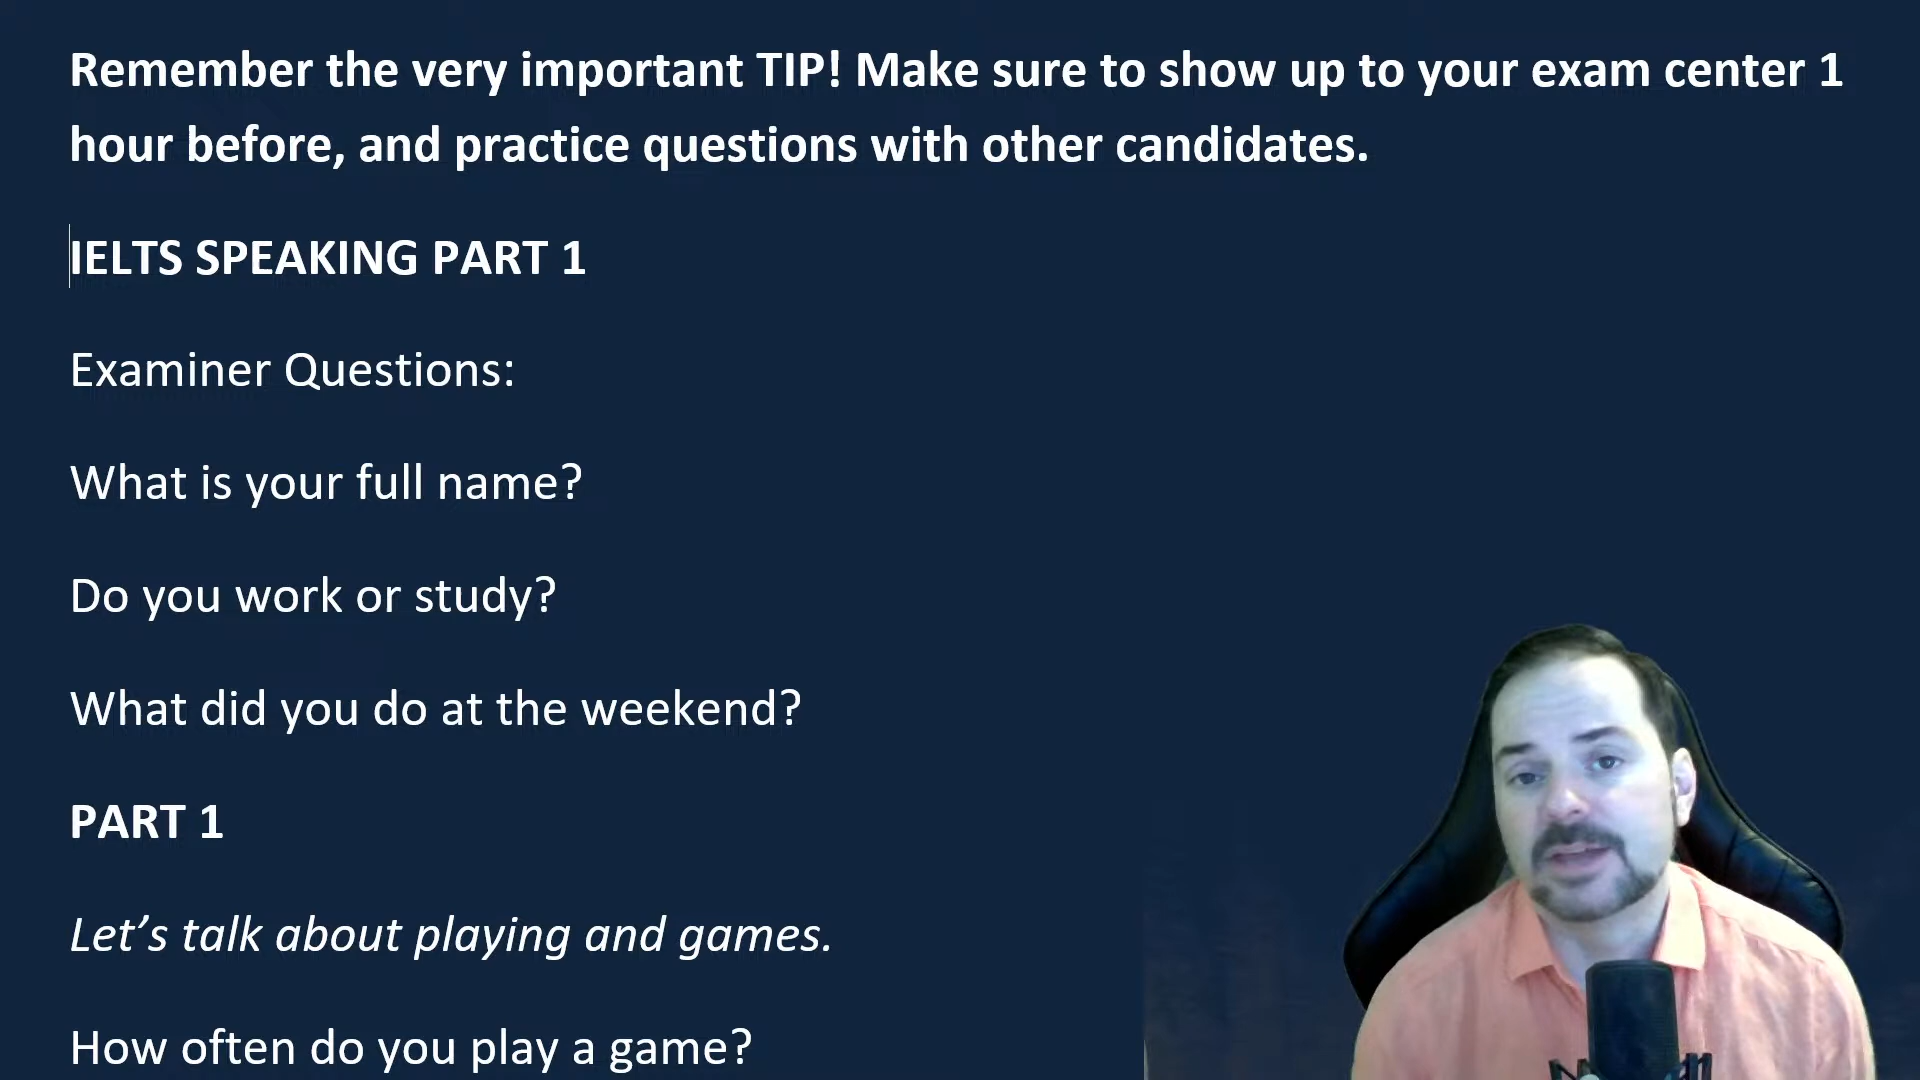 Remember the very important TIP! Make sure to show up to your exam center 1
hour before, and practice questions with other candidates.
IELTS SPEAKING PART 1
Examiner Questions:
What is your full name?
Do you work or study?
What did you do at the weekend?
PART 1
Let’s talk about playing and games.
How often do you play a game?